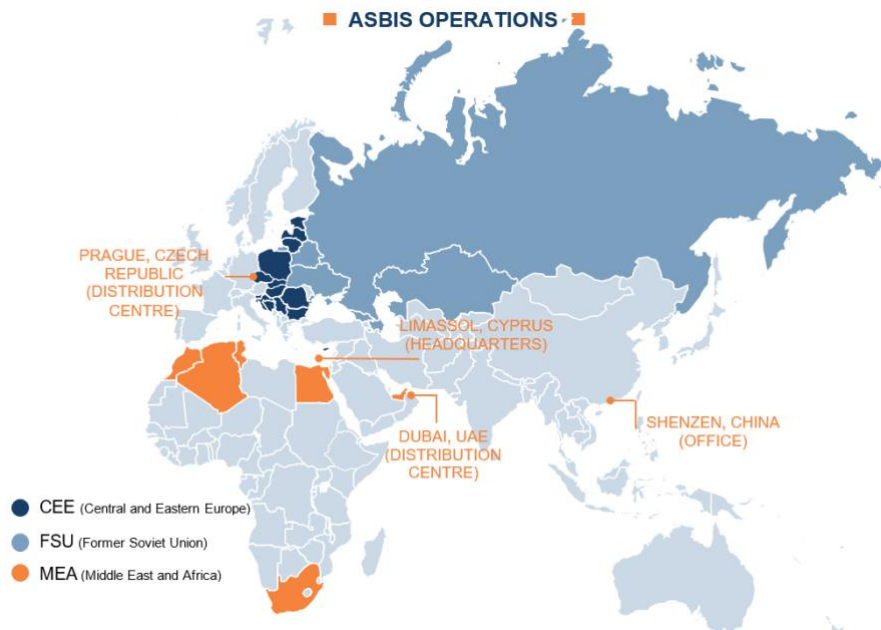 ASBIS OPERATIONS
PRAGUE, CZECH
REPUBLIC
(DISTRIBUTION
CENTRE)
LIMASSOL, CYPRUS
(HEADQUARTERS)
DUBAI, UAE
(DISTRIBUTION
CENTRE)
SHENZEN, CHINA
(OFFICE)
CEE (Central and Eastern Europe)
FSU (Former Soviet Union)
MEA (Middle East and Africa)